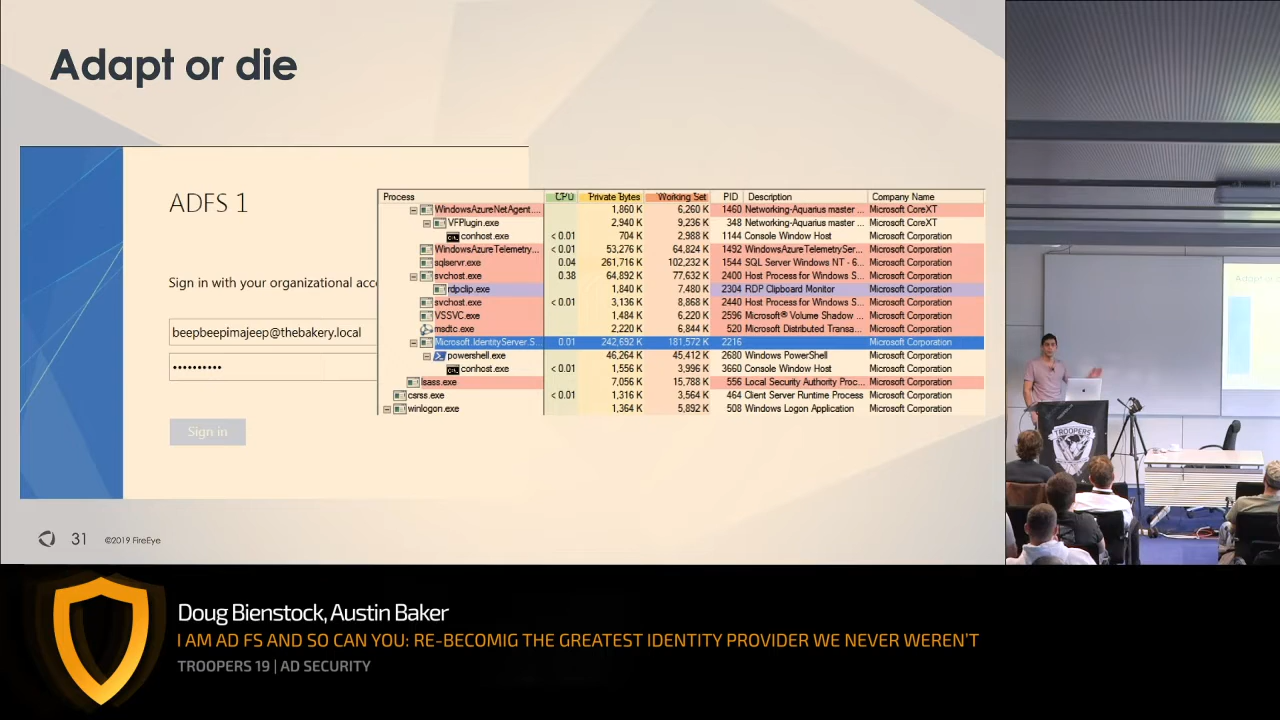 Adapt or die
ADFS 1
Sign in with your organizational acc
beepbeepimajeep@thebakery.local
••••••••••
Sign in
Process CPU Private Bytes Working Set PID Description Company Name
WindowsAzureNetAgent.... 1,860 K 6,260 K 1460 Networking-Aquarius master ... Microsoft CoreXT
VFPlugin.exe 2,940 K 9,236 K 348 Networking-Aquarius master ... Microsoft CoreXT
conhost.exe < 0.01 704 K 2,988 K 1144 Console Window Host Microsoft Corporation
WindowsAzureTelemetry... < 0.01 53,276 K 64,824 K 1492 WindowsAzureTelemetrySer... Microsoft Corporation
sqlservr.exe 0.04 261,716 K 102,232 K 1544 SQL Server Windows NT - 6... Microsoft Corporation
svchost.exe 0.38 64,892 K 77,632 K 2400 Host Process for Windows S... Microsoft Corporation
rdpclip.exe 1,840 K 7,480 K 2304 RDP Clipboard Monitor Microsoft Corporation
svchost.exe < 0.01 3,136 K 8,868 K 2440 Host Process for Windows S... Microsoft Corporation
VSSVC.exe 1,484 K 6,220 K 2596 Microsoft® Volume Shadow ... Microsoft Corporation
msdtc.exe 2,220 K 6,844 K 520 Microsoft Distributed Transa... Microsoft Corporation
Microsoft.IdentityServer.S... 0.01 242,692 K 181,572 K 2216 Microsoft Corporation
powershell.exe 46,264 K 45,412 K 2680 Windows PowerShell Microsoft Corporation
conhost.exe < 0.01 1,556 K 3,996 K 3660 Console Window Host Microsoft Corporation
lsass.exe 7,056 K 15,788 K 556 Local Security Authority Proc... Microsoft Corporation
csrss.exe < 0.01 1,316 K 3,564 K 464 Client Server Runtime Process Microsoft Corporation
winlogon.exe 1,364 K 5,892 K 508 Windows Logon Application Microsoft Corporation
31 ©2019 FireEye
Adapt or d
TROOPERS
Doug Bienstock, Austin Baker
I AM AD FS AND SO CAN YOU: RE-BECOMIG THE GREATEST IDENTITY PROVIDER WE NEVER WEREN'T
TROOPERS 19 | AD SECURITY